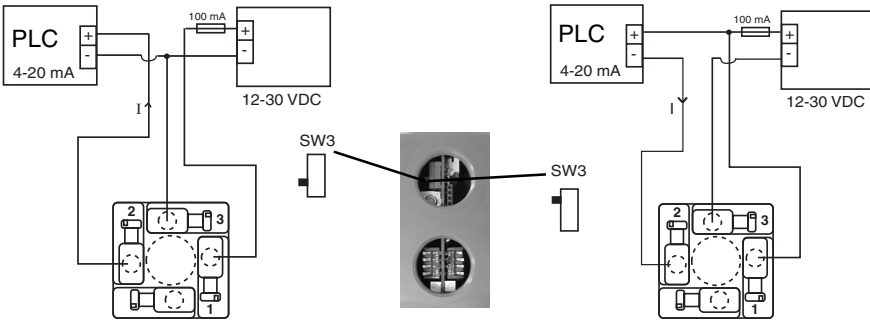 PLC
+
-
4-20 mA
I
100 mA
+
-
12-30 VDC
2
3
1
SW3
SW3
PLC
+
-
4-20 mA
I
100 mA
+
-
12-30 VDC
2
3
1